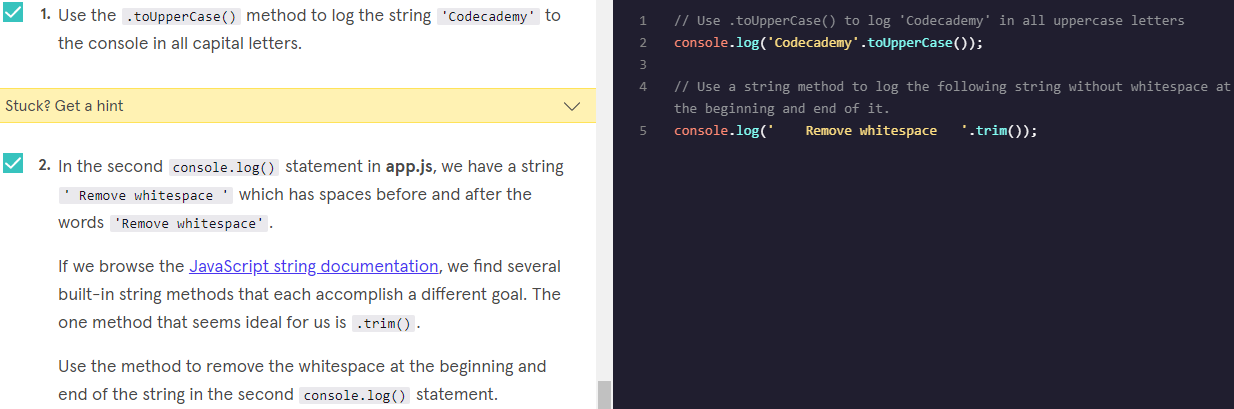 1. Use the .toUpperCase() method to log the string 'Codecademy' to
the console in all capital letters.
Stuck? Get a hint
2. In the second console.log() statement in app.js, we have a string
' Remove whitespace ' which has spaces before and after the
words 'Remove whitespace'.
If we browse the JavaScript string documentation, we find several
built-in string methods that each accomplish a different goal. The
one method that seems ideal for us is .trim().
Use the method to remove the whitespace at the beginning and
end of the string in the second console.log() statement.
1 // Use .toUpperCase() to log 'Codecademy' in all uppercase letters
2 console.log('Codecademy'.toUpperCase());
3
4 // Use a string method to log the following string without whitespace at
the beginning and end of it.
5 console.log('    Remove whitespace   '.trim());